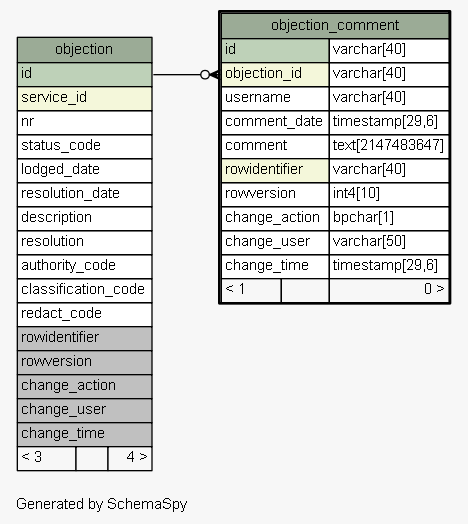 objection
id
service_id
nr
status_code
lodged_date
resolution_date
description
resolution
authority_code
classification_code
redact_code
rowidentifier
rowversion
change_action
change_user
change_time
< 3 4 >
objection_comment
id varchar[40]
objection_id varchar[40]
username varchar[40]
comment_date timestamp[29,6]
comment text[2147483647]
rowidentifier varchar[40]
rowversion int4[10]
change_action bpchar[1]
change_user varchar[50]
change_time timestamp[29,6]
< 1 0 >
Generated by SchemaSpy